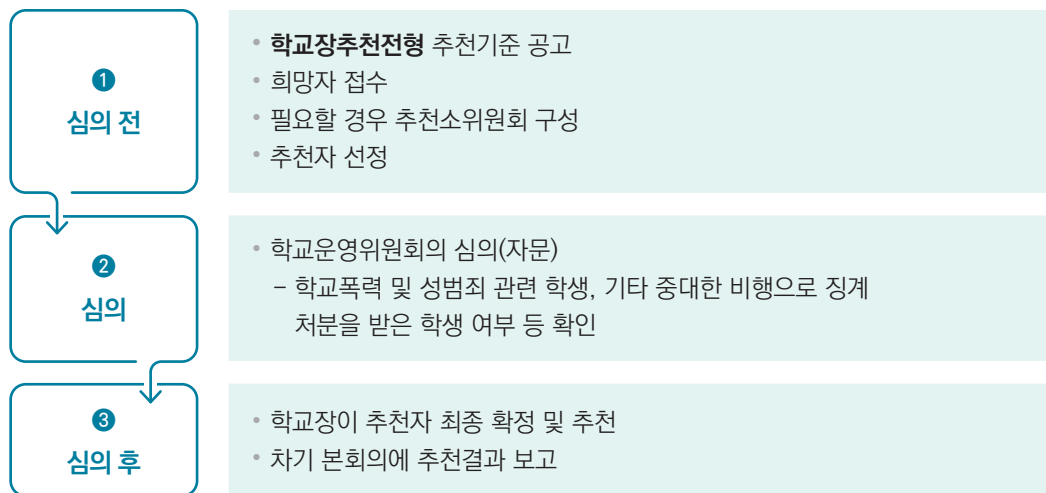 ❶
심의 전
• 학교장추천전형 추천기준 공고
• 희망자 접수
• 필요할 경우 추천소위원회 구성
• 추천자 선정
❷
심의
• 학교운영위원회의 심의(자문)
– 학교폭력 및 성범죄 관련 학생, 기타 중대한 비행으로 징계
처분을 받은 학생 여부 등 확인
❸
심의 후
• 학교장이 추천자 최종 확정 및 추천
• 차기 본회의에 추천결과 보고